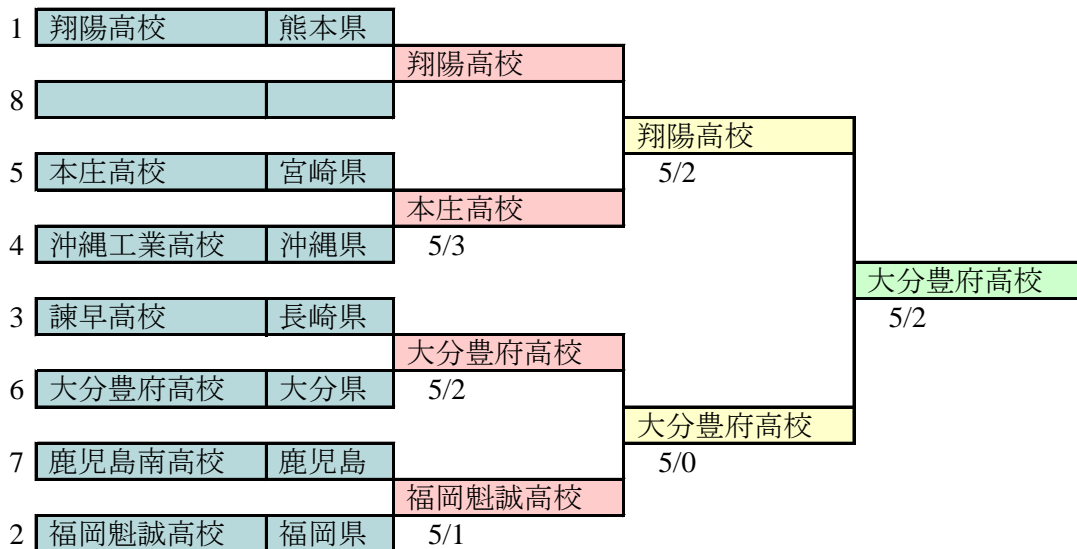 1 翔陽高校 熊本県
翔陽高校
8
翔陽高校
5 本庄高校 宮崎県 5/2
本庄高校
4 沖縄工業高校 沖縄県 5/3
大分豊府高校
3 諫早高校 長崎県 5/2
大分豊府高校
6 大分豊府高校 大分県 5/2
大分豊府高校
7 鹿児島南高校 鹿児島 5/0
福岡魁誠高校
2 福岡魁誠高校 福岡県 5/1